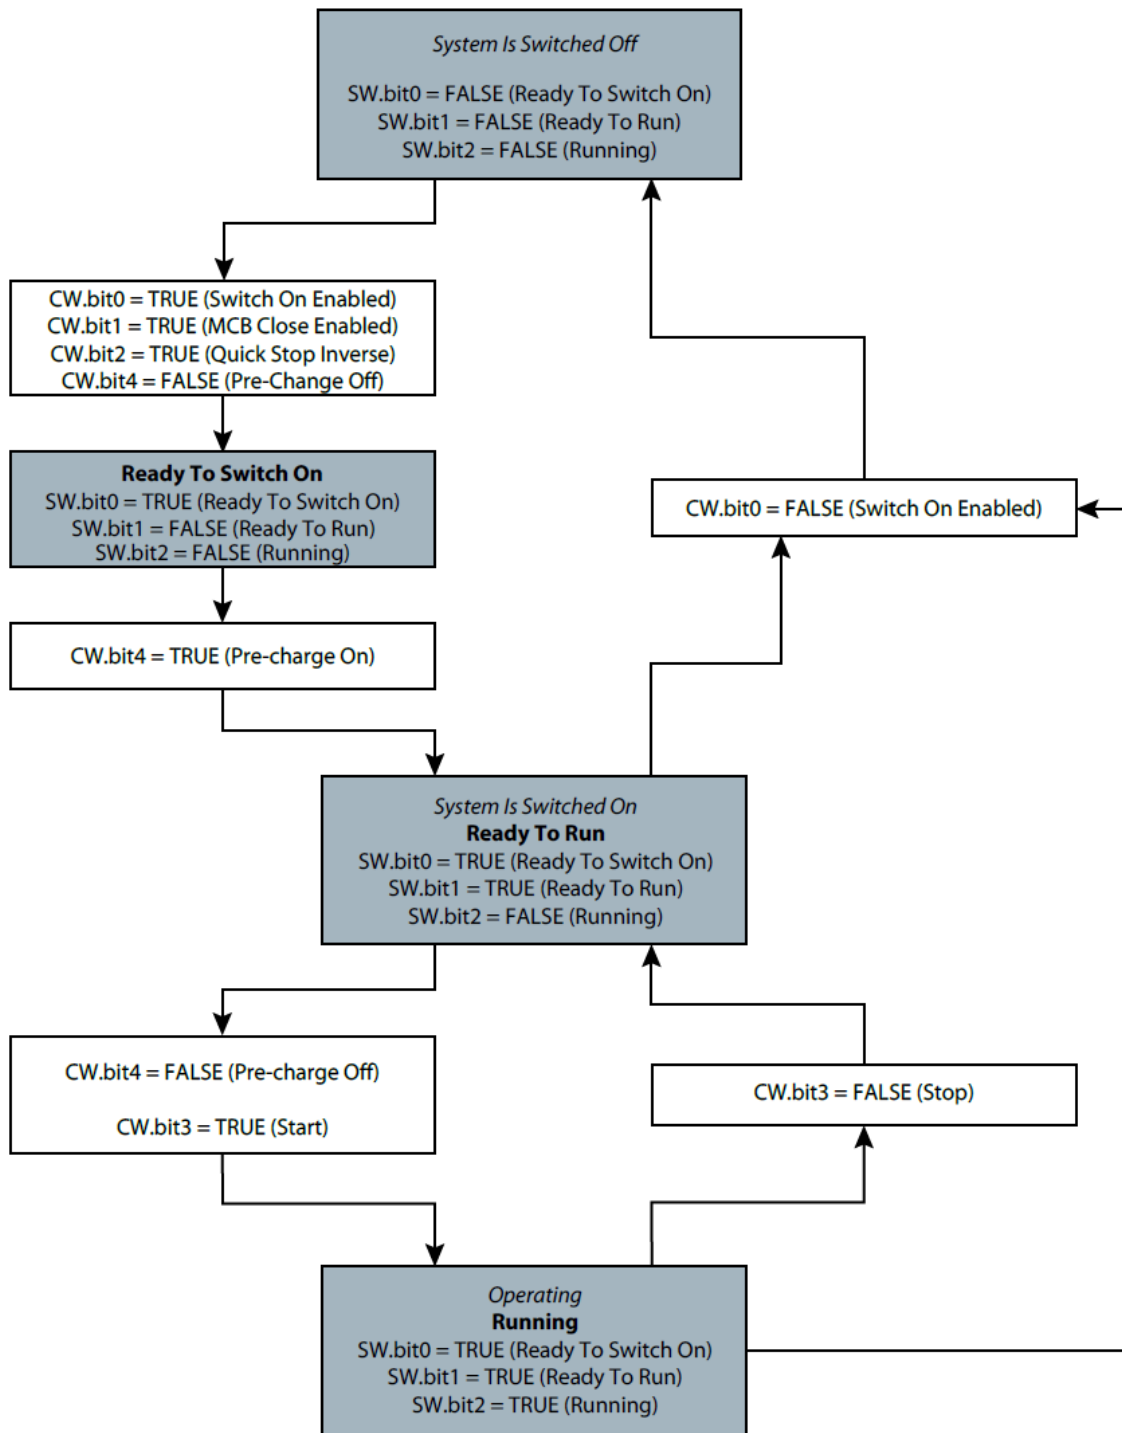 System Is Switched Off
SW.bit0 = FALSE (Ready To Switch On)
SW.bit1 = FALSE (Ready To Run)
SW.bit2 = FALSE (Running)
CW.bit0 = TRUE (Switch On Enabled)
CW.bit1 = TRUE (MCB Close Enabled)
CW.bit2 = TRUE (Quick Stop Inverse)
CW.bit4 = FALSE (Pre-Change Off)
Ready To Switch On
SW.bit0 = TRUE (Ready To Switch On)
SW.bit1 = FALSE (Ready To Run)
SW.bit2 = FALSE (Running)
CW.bit0 = FALSE (Switch On Enabled)
CW.bit4 = TRUE (Pre-charge On)
System Is Switched On
Ready To Run
SW.bit0 = TRUE (Ready To Switch On)
SW.bit1 = TRUE (Ready To Run)
SW.bit2 = FALSE (Running)
CW.bit4 = FALSE (Pre-charge Off)
CW.bit3 = TRUE (Start)
CW.bit3 = FALSE (Stop)
Operating
Running
SW.bit0 = TRUE (Ready To Switch On)
SW.bit1 = TRUE (Ready To Run)
SW.bit2 = TRUE (Running)